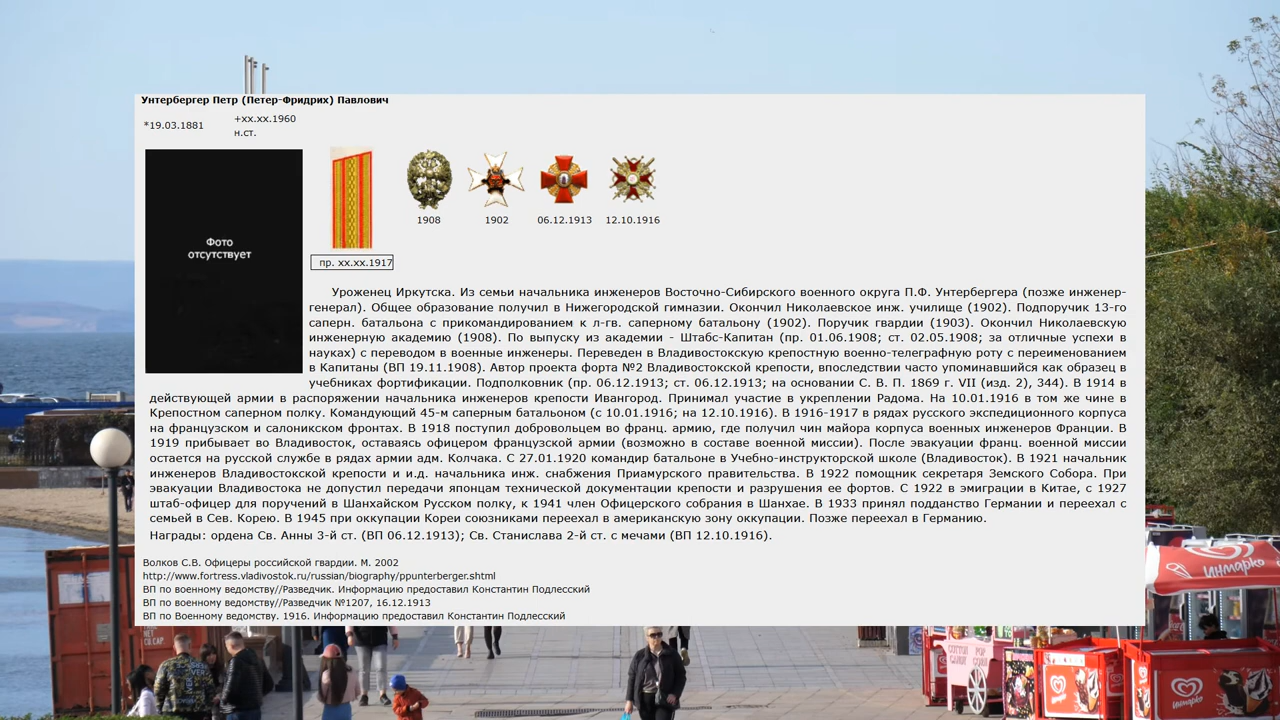 Унтербергер Петр (Петер-Фридрих) Павлович
*19.03.1881
+xx.xx.1960
н.ст.
Фото
отсутствует
1908
1902
06.12.1913
12.10.1916
пр. xx.xx.1917
Уроженец Иркутска. Из семьи начальника инженеров Восточно-Сибирского военного округа П.Ф. Унтербергера (позже инженер-
генерал). Общее образование получил в Нижегородской гимназии. Окончил Николаевское инж. училище (1902). Подпоручик 13-го
саперн. батальона с прикомандированием к л-гв. саперному батальону (1902). Поручик гвардии (1903). Окончил Николаевскую
инженерную академию (1908). По выпуску из академии - Штабс-Капитан (пр. 01.06.1908; ст. 02.05.1908; за отличные успехи в
науках) с переводом в военные инженеры. Переведен в Владивостокскую крепостную военно-телеграфную роту с переименованием
в Капитаны (ВП 19.11.1908). Автор проекта форта №2 Владивостокской крепости, впоследствии часто упоминавшийся как образец в
учебниках фортификации. Подполковник (пр. 06.12.1913; ст. 06.12.1913; на основании С. В. П. 1869 г. VII (изд. 2), 344). В 1914 в
действующей армии в распоряжении начальника инженеров крепости Ивангород. Принимал участие в укреплении Радома. На 10.01.1916 в том же чине в
Крепостном саперном полку. Командующий 45-м саперным батальоном (с 10.01.1916; на 12.10.1916). В 1916-1917 в рядах русского экспедиционного корпуса
на французском и салоникском фронтах. В 1918 поступил добровольцем во франц. армию, где получил чин майора корпуса военных инженеров Франции. В
1919 прибывает во Владивосток, оставаясь офицером французской армии (возможно в составе военной миссии). После эвакуации франц. военной миссии
остается на русской службе в рядах армии адм. Колчака. С 27.01.1920 командир батальоне в Учебно-инструкторской школе (Владивосток). В 1921 начальник
инженеров Владивостокской крепости и и.д. начальника инж. снабжения Приамурского правительства. В 1922 помощник секретаря Земского Собора. При
эвакуации Владивостока не допустил передачи японцам технической документации крепости и разрушения ее фортов. С 1922 в эмиграции в Китае, с 1927
штаб-офицер для поручений в Шанхайском Русском полку, к 1941 член Офицерского собрания в Шанхае. В 1933 принял подданство Германии и переехал с
семьей в Сев. Корею. В 1945 при оккупации Кореи союзниками переехал в американскую зону оккупации. Позже переехал в Германию.
Награды: ордена Св. Анны 3-й ст. (ВП 06.12.1913); Св. Станислава 2-й ст. с мечами (ВП 12.10.1916).
Волков С.В. Офицеры российской гвардии. М. 2002
http://www.fortress.vladivostok.ru/russian/biography/ppunterberger.shtml
ВП по военному ведомству//Разведчик. Информацию предоставил Константин Подлесский
ВП по военному ведомству//Разведчик №1207, 16.12.1913
ВП по Военному ведомству. 1916. Информацию предоставил Константин Подлесский
инмарко
NET
CU.CAP.
COTTON
CANDY
POP
CORN
инмарко